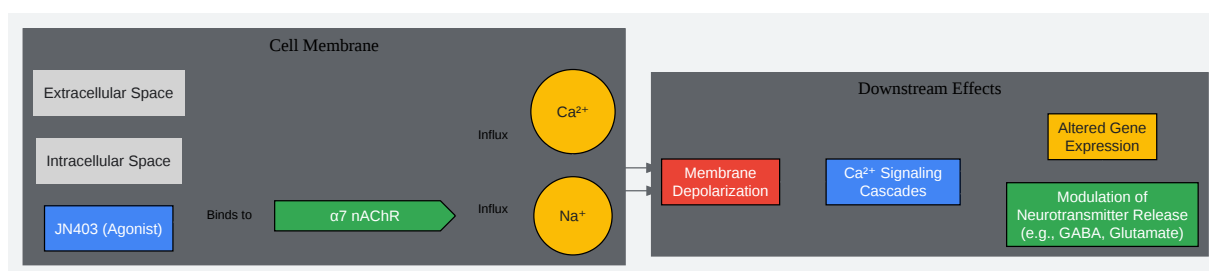 Cell Membrane
Extracellular Space
Intracellular Space
JN403 (Agonist)
Binds to
α7 nAChR
Influx
Influx
Ca²⁺
Na⁺
Downstream Effects
Membrane
Depolarization
Ca²⁺ Signaling
Cascades
Altered Gene
Expression
Modulation of
Neurotransmitter Release
(e.g., GABA, Glutamate)